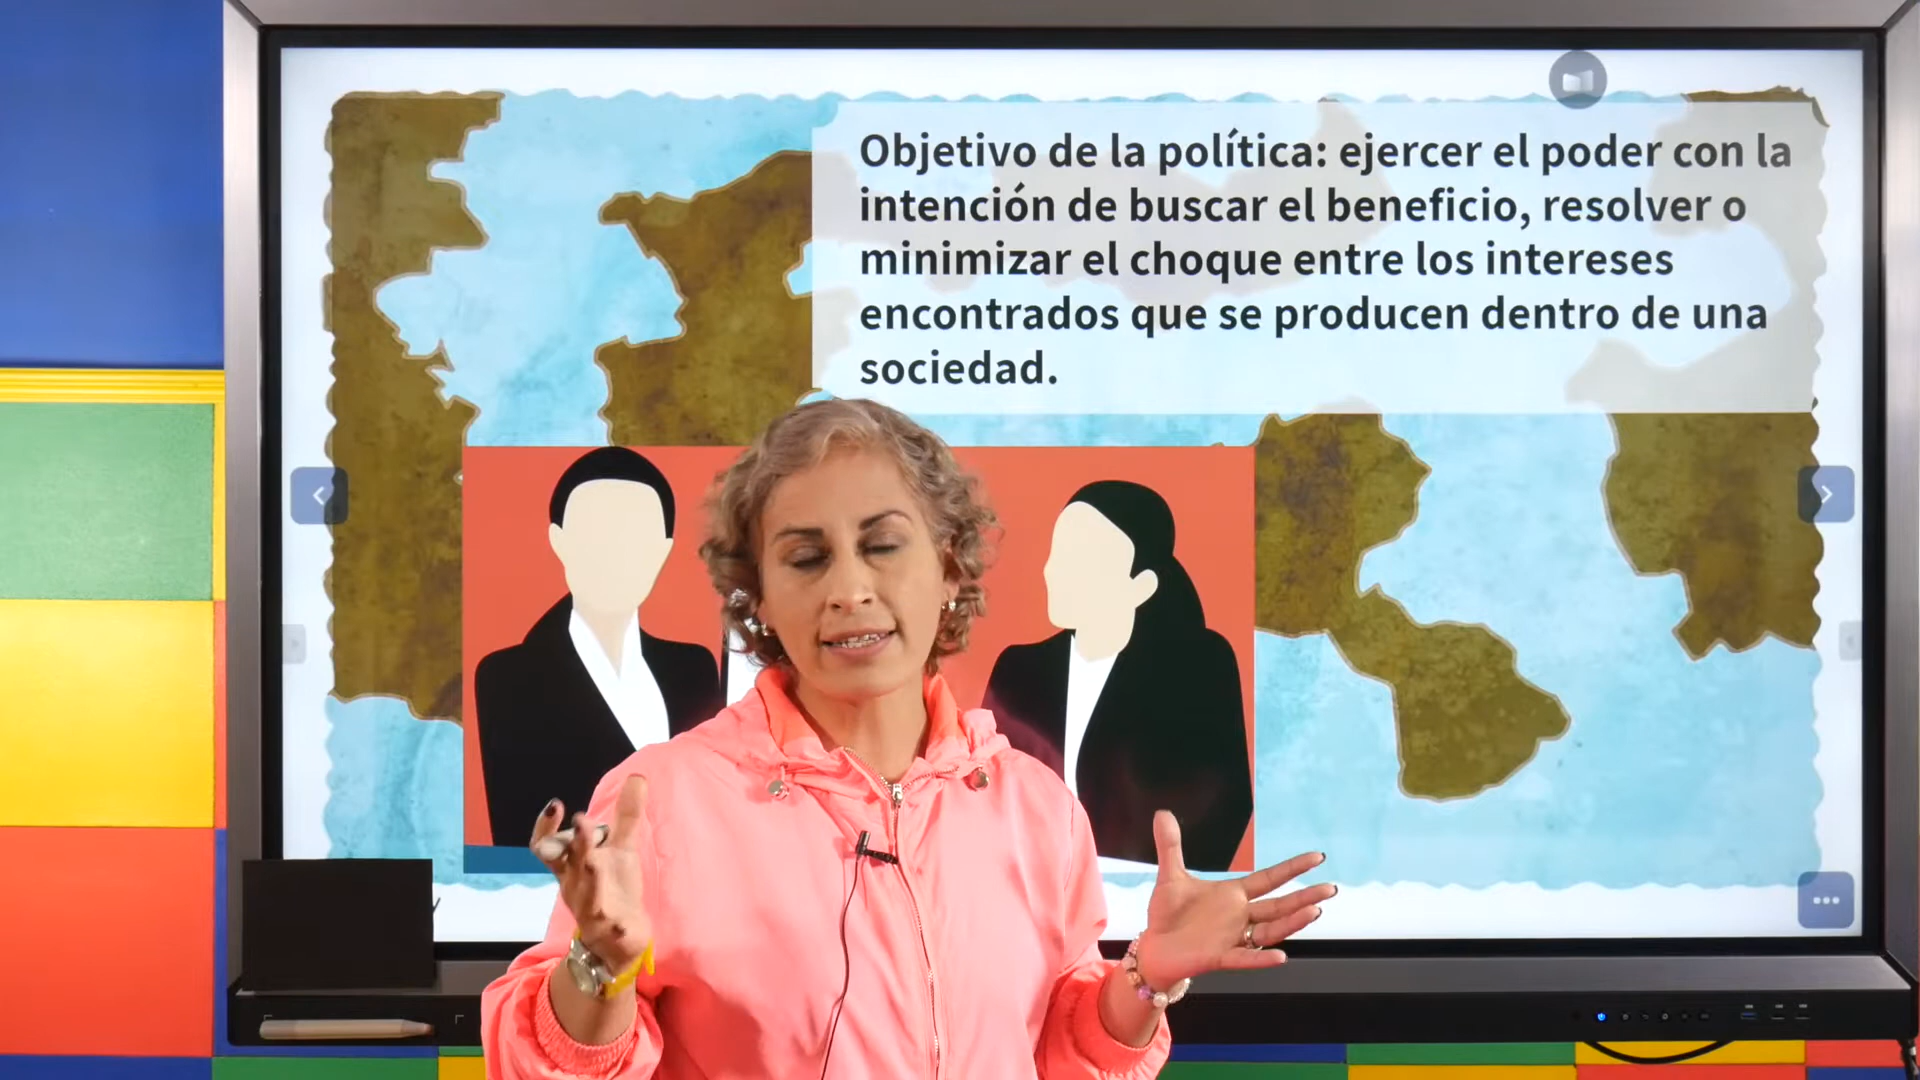 Objetivo de la política: ejercer el poder con la
intención de buscar el beneficio, resolver o
minimizar el choque entre los intereses
encontrados que se producen dentro de una
sociedad.